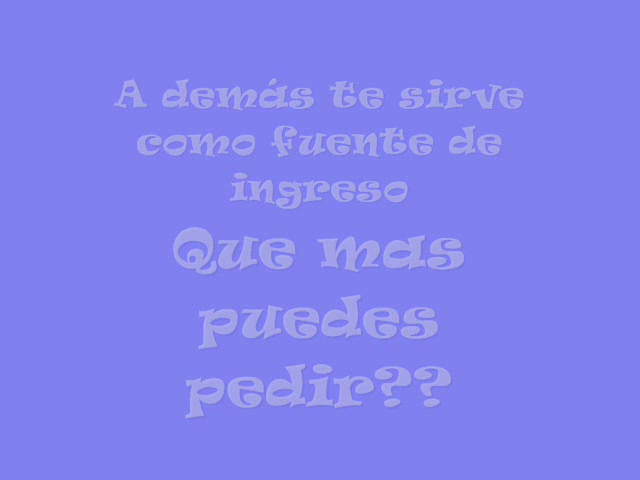 A demás te sirve
como fuente de
ingreso
Que mas
puedes
pedir??